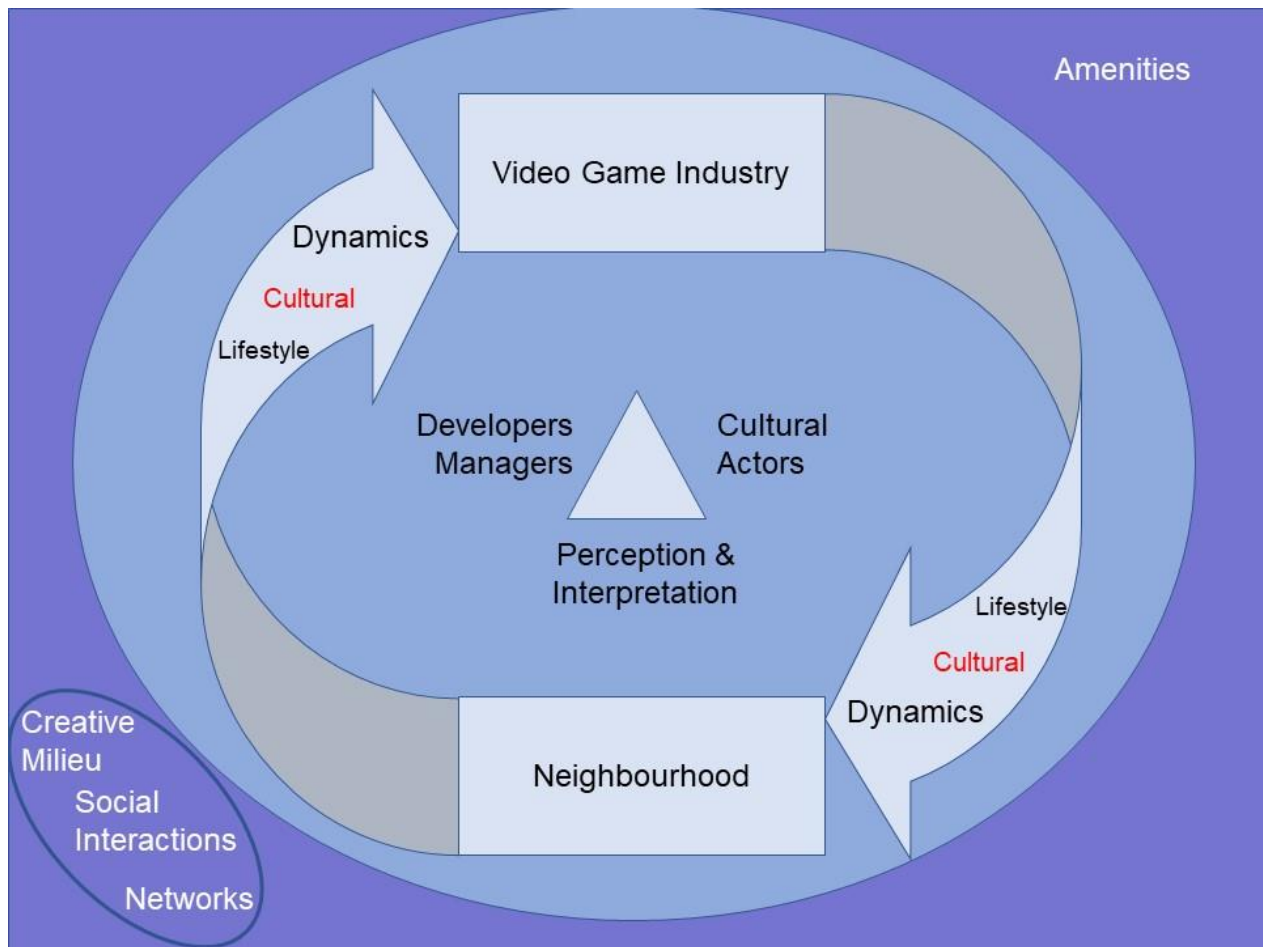 Amenities
Video Game Industry
Dynamics
Cultural
Lifestyle
Developers
Managers
Cultural
Actors
Perception &
Interpretation
Lifestyle
Cultural
Dynamics
Neighbourhood
Creative
Milieu
Social
Interactions
Networks